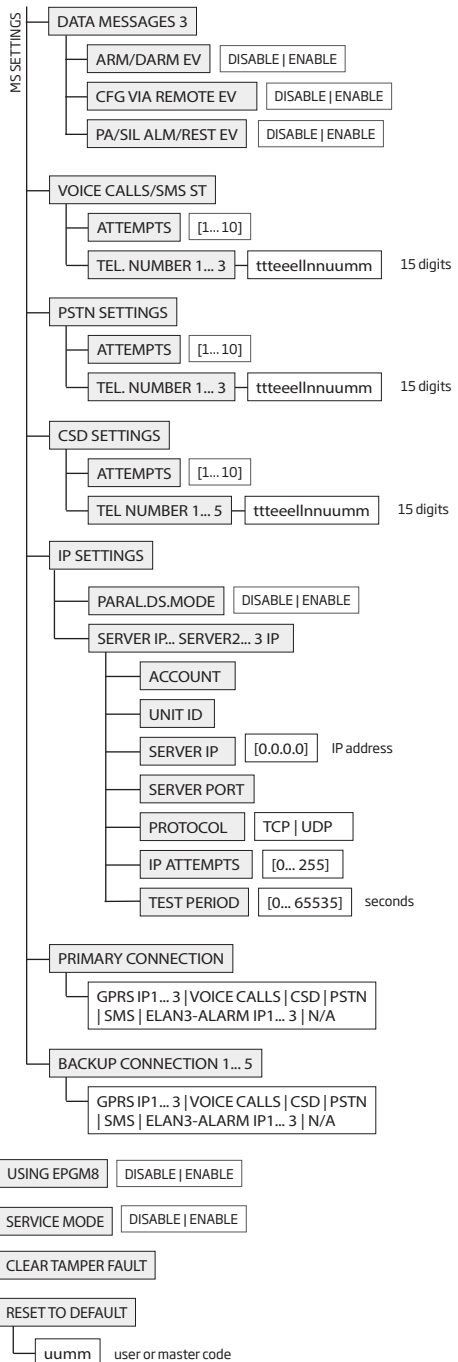 MS SETTINGS
DATA MESSAGES 3
ARM/DARM EV DISABLE | ENABLE
CFG VIA REMOTE EV DISABLE | ENABLE
PA/SIL ALM/REST EV DISABLE | ENABLE
VOICE CALLS/SMS ST
ATTEMPTS [1... 10]
TEL. NUMBER 1... 3 ttteeellnnuumm 15 digits
PSTN SETTINGS
ATTEMPTS [1... 10]
TEL. NUMBER 1... 3 ttteeellnnuumm 15 digits
CSD SETTINGS
ATTEMPTS [1... 10]
TEL NUMBER 1... 5 ttteeellnnuumm 15 digits
IP SETTINGS
PARAL.DS.MODE DISABLE | ENABLE
SERVER IP... SERVER2... 3 IP
ACCOUNT
UNIT ID
SERVER IP [0.0.0.0] IP address
SERVER PORT
PROTOCOL TCP | UDP
IP ATTEMPTS [0... 255]
TEST PERIOD [0... 65535] seconds
PRIMARY CONNECTION
GPRS IP1... 3 | VOICE CALLS | CSD | PSTN
| SMS | ELAN3-ALARM IP1... 3 | N/A
BACKUP CONNECTION 1... 5
GPRS IP1... 3 | VOICE CALLS | CSD | PSTN
| SMS | ELAN3-ALARM IP1... 3 | N/A
USING EPGM8 DISABLE | ENABLE
SERVICE MODE DISABLE | ENABLE
CLEAR TAMPER FAULT
RESET TO DEFAULT
uumm user or master code